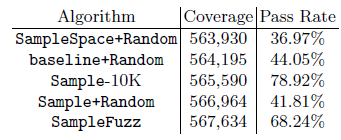 Algorithm Coverage Pass Rate
SampleSpace+Random 563,930 36.97%
baseline+Random 564,195 44.05%
Sample-10K 565,590 78.92%
Sample+Random 566,964 41.81%
SampleFuzz 567,634 68.24%